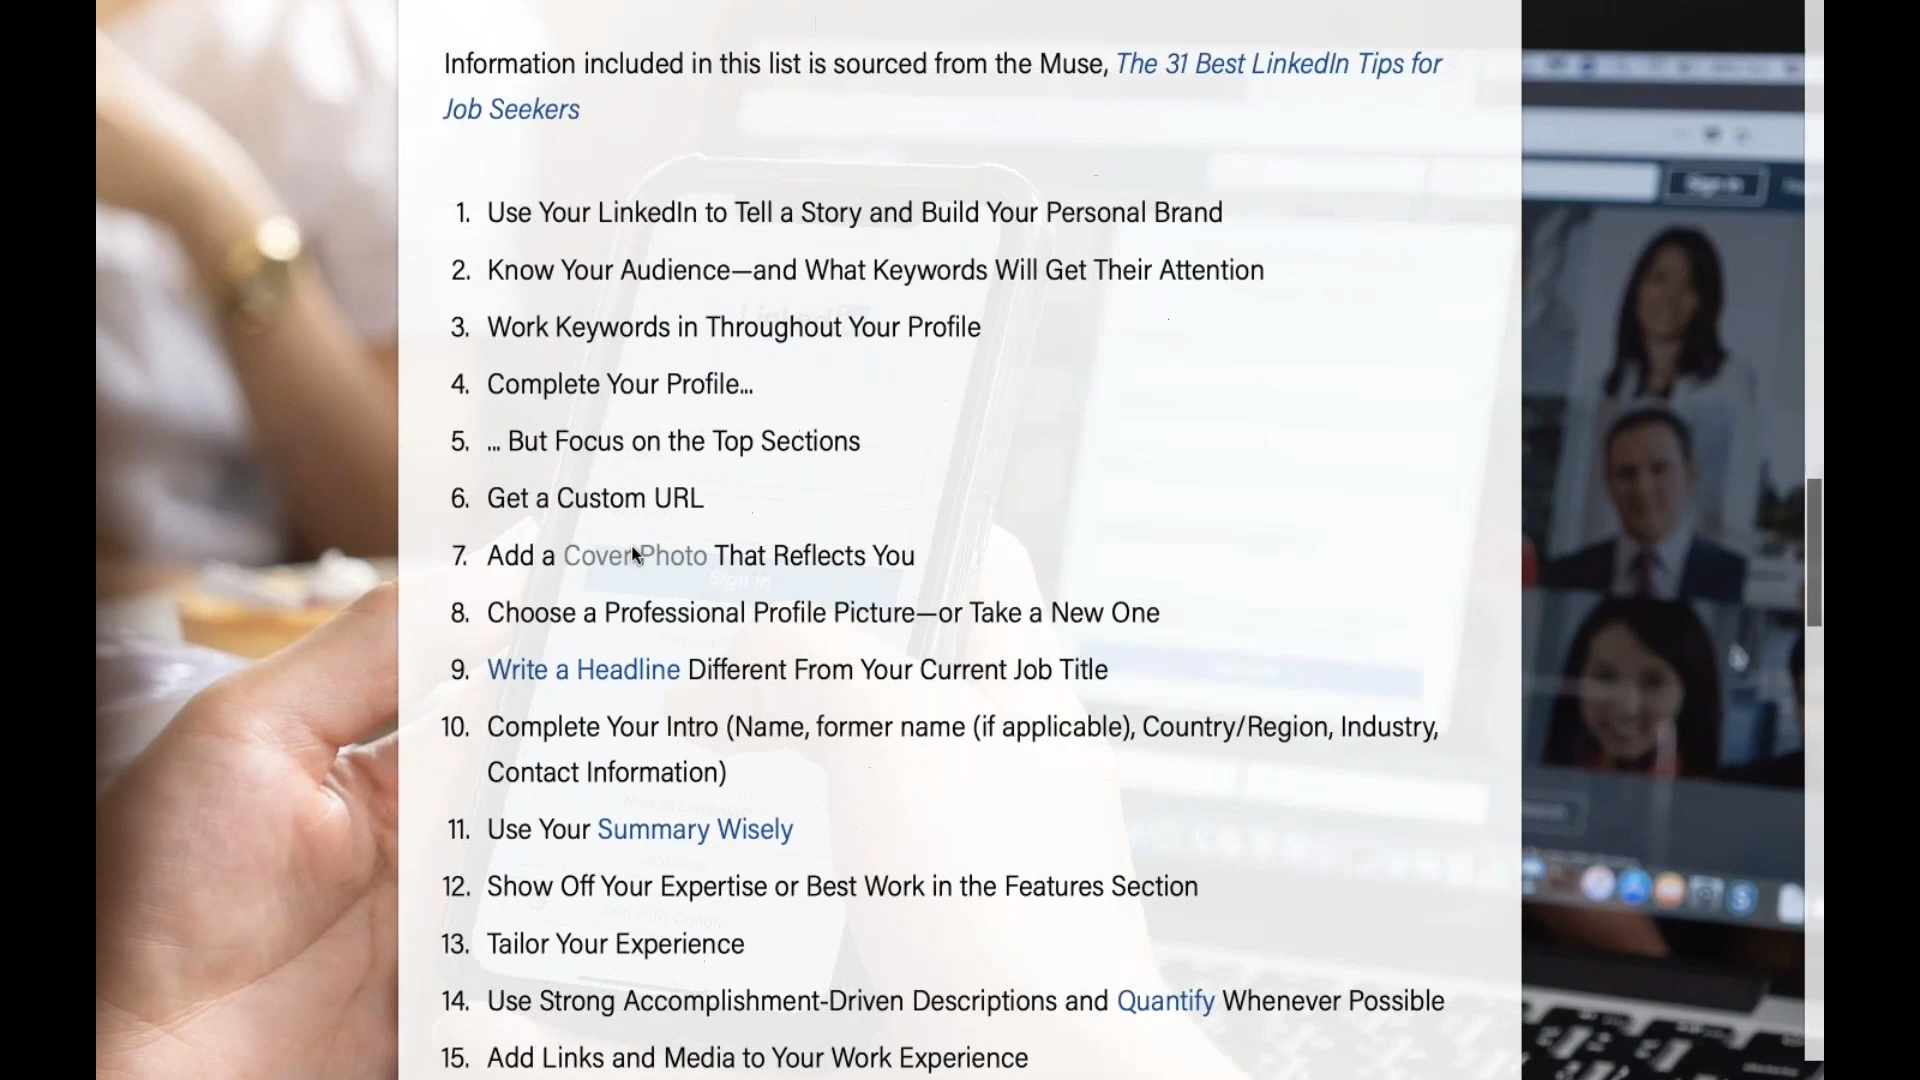 Information included in this list is sourced from the Muse, The 31 Best LinkedIn Tips for
Job Seekers
1. Use Your LinkedIn to Tell a Story and Build Your Personal Brand
2. Know Your Audience—and What Keywords Will Get Their Attention
3. Work Keywords in Throughout Your Profile
4. Complete Your Profile...
5. ... But Focus on the Top Sections
6. Get a Custom URL
7. Add a Cover Photo That Reflects You
Sign in
8. Choose a Professional Profile Picture—or Take a New One
9. Write a Headline Different From Your Current Job Title
10. Complete Your Intro (Name, former name (if applicable), Country/Region, Industry,
Contact Information)
11. Use Your Summary Wisely
12. Show Off Your Expertise or Best Work in the Features Section
13. Tailor Your Experience
14. Use Strong Accomplishment-Driven Descriptions and Quantify Whenever Possible
15. Add Links and Media to Your Work Experience
Sign in